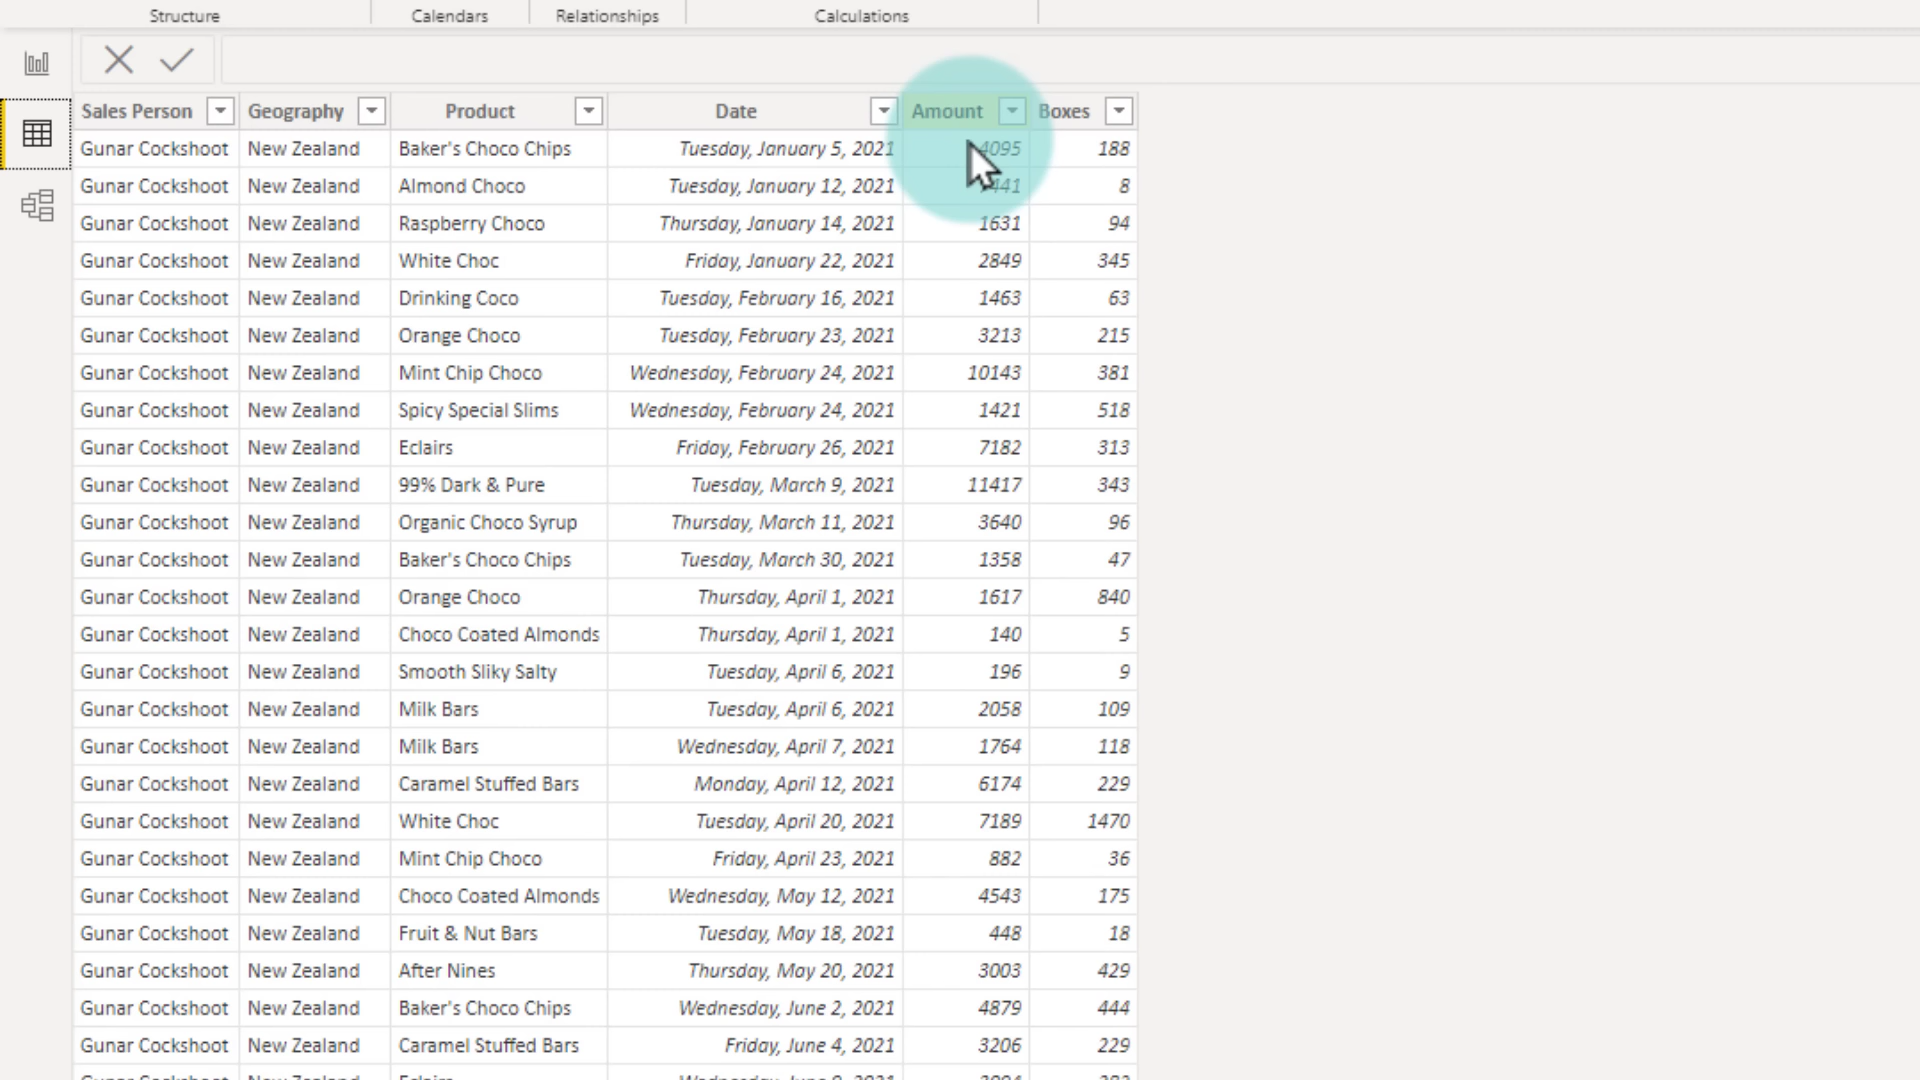 Structure Calendars Relationships Calculations
Sales Person Geography Product Date Amount Boxes
Gunar Cockshoot New Zealand Baker's Choco Chips Tuesday, January 5, 2021 4095 188
Gunar Cockshoot New Zealand Almond Choco Tuesday, January 12, 2021 8
Gunar Cockshoot New Zealand Raspberry Choco Thursday, January 14, 2021 1631 94
Gunar Cockshoot New Zealand White Choc Friday, January 22, 2021 2849 345
Gunar Cockshoot New Zealand Drinking Coco Tuesday, February 16, 2021 1463 63
Gunar Cockshoot New Zealand Orange Choco Tuesday, February 23, 2021 3213 215
Gunar Cockshoot New Zealand Mint Chip Choco Wednesday, February 24, 2021 10143 381
Gunar Cockshoot New Zealand Spicy Special Slims Wednesday, February 24, 2021 1421 518
Gunar Cockshoot New Zealand Eclairs Friday, February 26, 2021 7182 313
Gunar Cockshoot New Zealand 99% Dark & Pure Tuesday, March 9, 2021 11417 343
Gunar Cockshoot New Zealand Organic Choco Syrup Thursday, March 11, 2021 3640 96
Gunar Cockshoot New Zealand Baker's Choco Chips Tuesday, March 30, 2021 1358 47
Gunar Cockshoot New Zealand Orange Choco Thursday, April 1, 2021 1617 840
Gunar Cockshoot New Zealand Choco Coated Almonds Thursday, April 1, 2021 140 5
Gunar Cockshoot New Zealand Smooth Sliky Salty Tuesday, April 6, 2021 196 9
Gunar Cockshoot New Zealand Milk Bars Tuesday, April 6, 2021 2058 109
Gunar Cockshoot New Zealand Milk Bars Wednesday, April 7, 2021 1764 118
Gunar Cockshoot New Zealand Caramel Stuffed Bars Monday, April 12, 2021 6174 229
Gunar Cockshoot New Zealand White Choc Tuesday, April 20, 2021 7189 1470
Gunar Cockshoot New Zealand Mint Chip Choco Friday, April 23, 2021 882 36
Gunar Cockshoot New Zealand Choco Coated Almonds Wednesday, May 12, 2021 4543 175
Gunar Cockshoot New Zealand Fruit & Nut Bars Tuesday, May 18, 2021 448 18
Gunar Cockshoot New Zealand After Nines Thursday, May 20, 2021 3003 429
Gunar Cockshoot New Zealand Baker's Choco Chips Wednesday, June 2, 2021 4879 444
Gunar Cockshoot New Zealand Caramel Stuffed Bars Friday, June 4, 2021 3206 229